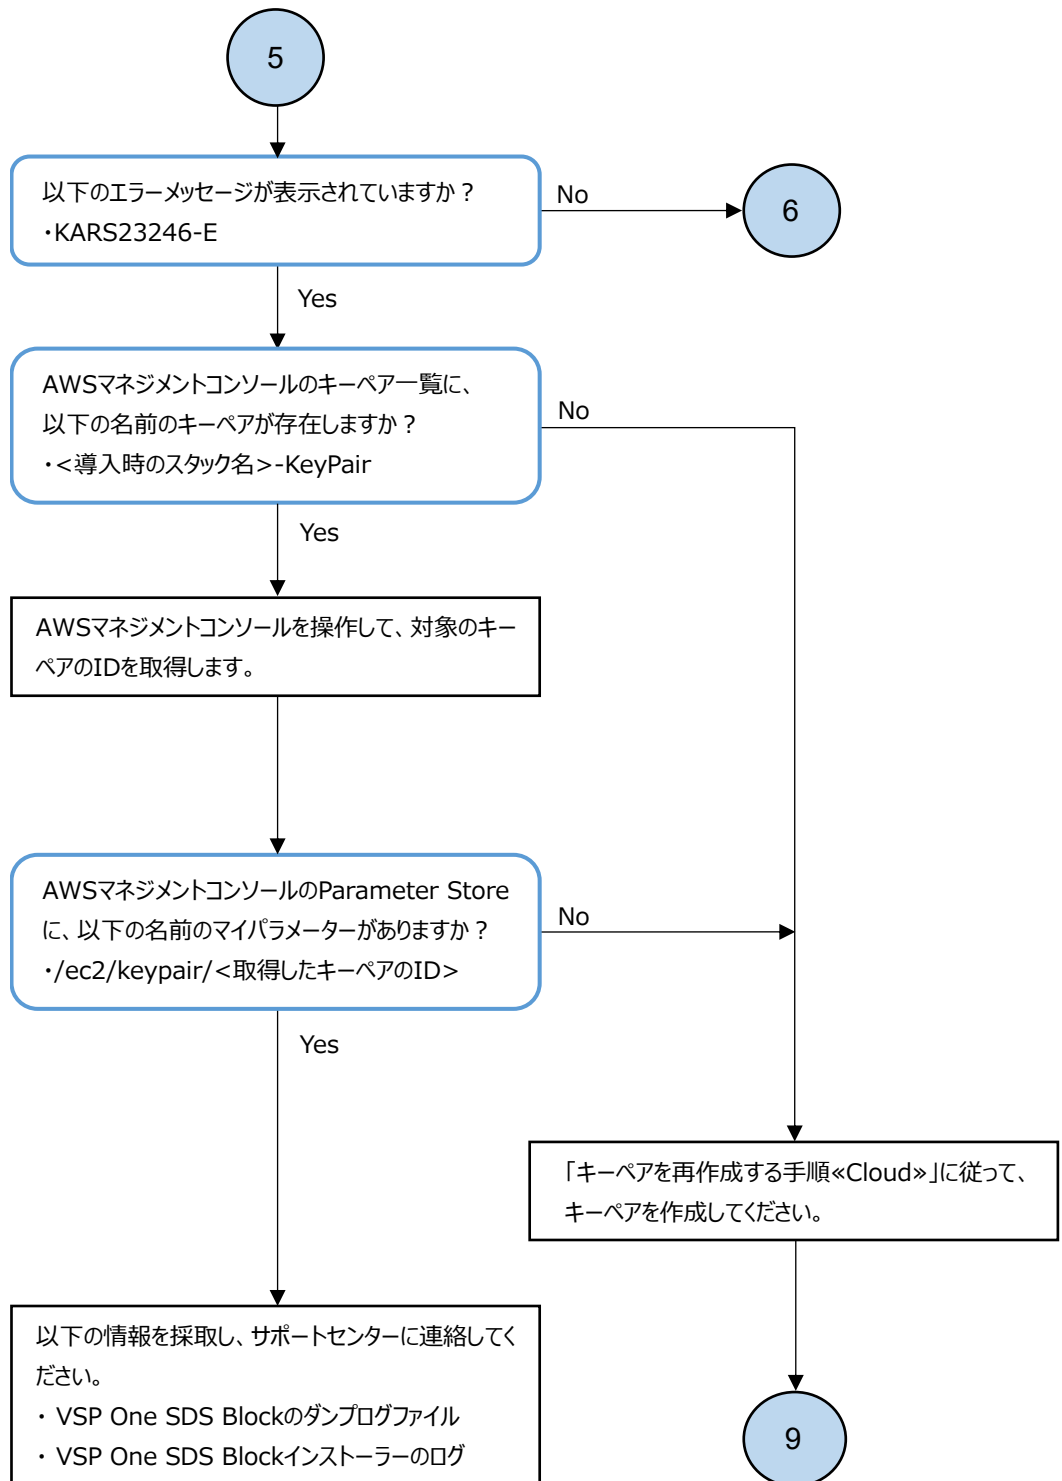 5
以下のエラーメッセージが表示されていますか？
・KARS23246-E
No
6
Yes
AWSマネジメントコンソールのキーペア一覧に、
以下の名前のキーペアが存在しますか？
・<導入時のスタック名>-KeyPair
No
Yes
AWSマネジメントコンソールを操作して、対象のキー
ペアのIDを取得します。
AWSマネジメントコンソールのParameter Store
に、以下の名前のマイパラメーターがありますか？
・/ec2/keypair/<取得したキーペアのID>
No
Yes
「キーペアを再作成する手順«Cloud»」に従って、
キーペアを作成してください。
以下の情報を採取し、サポートセンターに連絡してく
ださい。
・ VSP One SDS Blockのダンプログファイル
・ VSP One SDS Blockインストーラーのログ
9